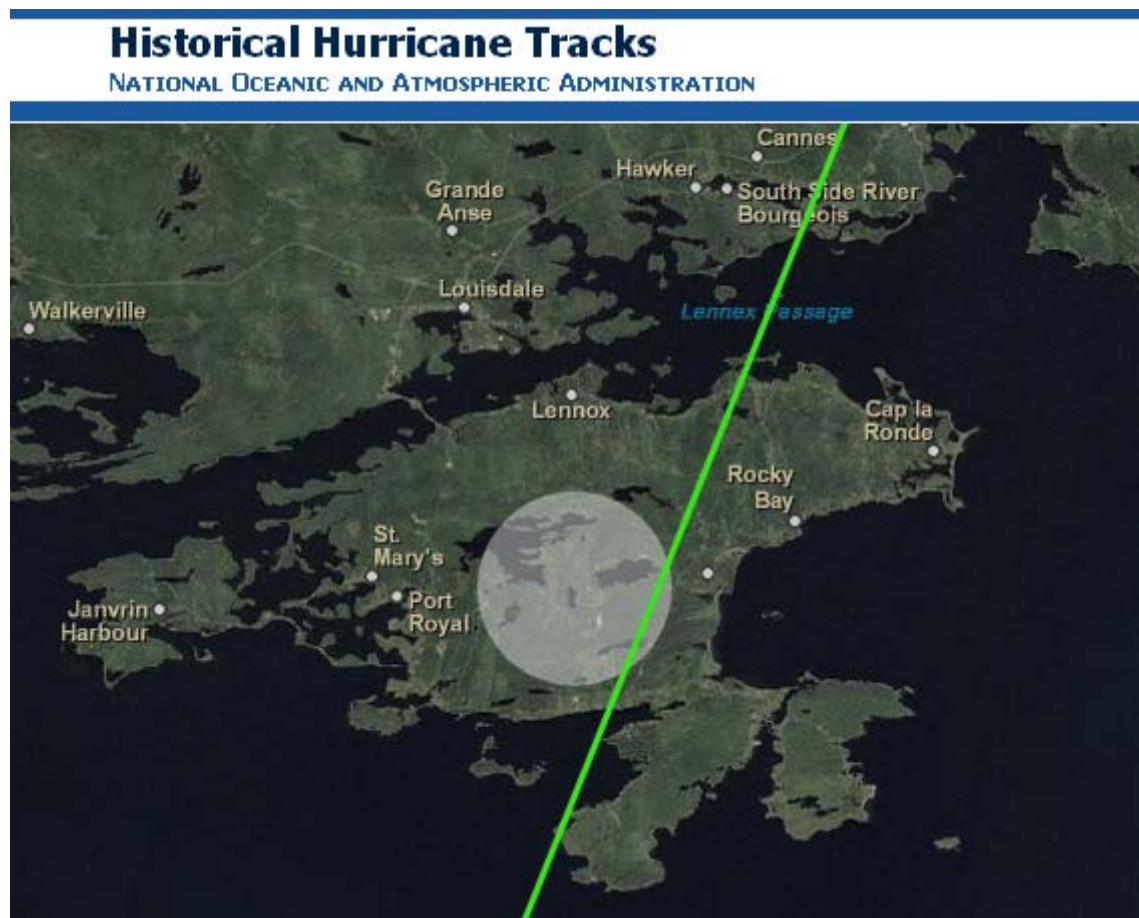 Historical Hurricane Tracks
NATIONAL OCEANIC AND ATMOSPHERIC ADMINISTRATION
Cannes
Hawker
South Side River
Bourgeois
Grande
Anse
Louisdale
Walkerville
Lennex Passage
Lennox
Cap la
Ronde
Rocky
Bay
St.
Mary's
Port
Royal
Janvrin
Harbour